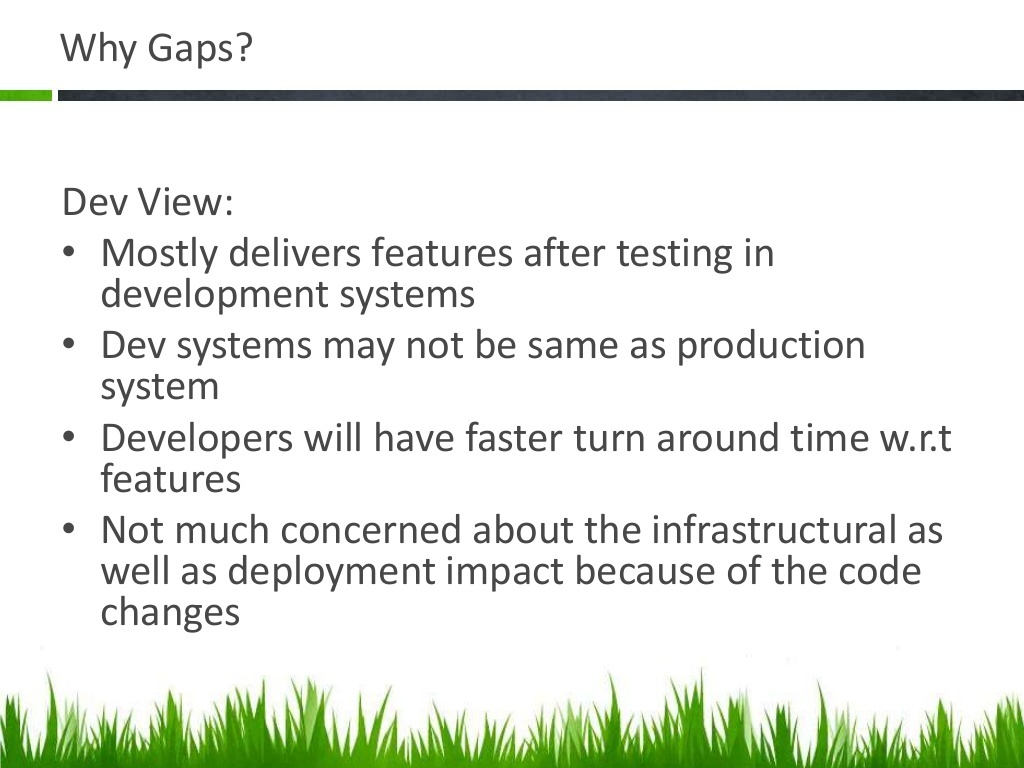 Why Gaps?
Dev View:
• Mostly delivers features after testing in
development systems
• Dev systems may not be same as production
system
• Developers will have faster turn around time w.r.t
features
• Not much concerned about the infrastructural as
well as deployment impact because of the code
changes